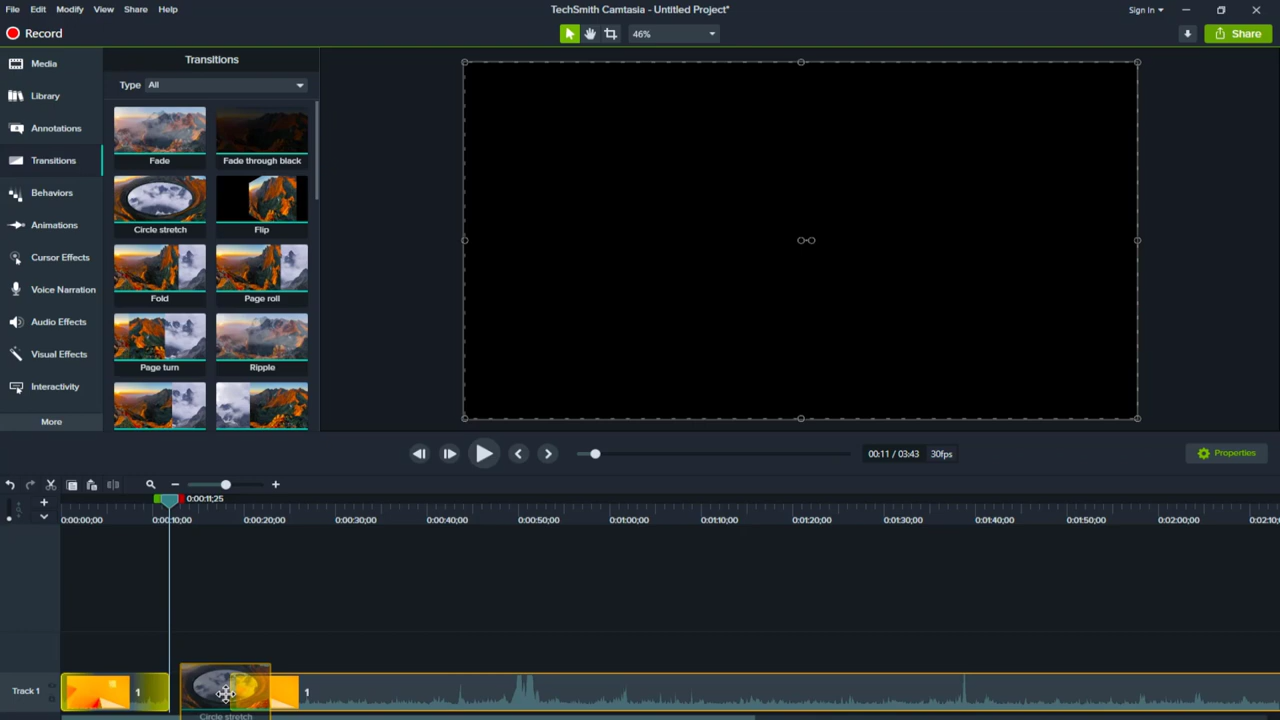 File Edit Modify View Share Help
TechSmith Camtasia - Untitled Project*
Sign In
Record
46%
Share
Media
Library
Annotations
Transitions
Behaviors
Animations
Cursor Effects
Voice Narration
Audio Effects
Visual Effects
Interactivity
More
Transitions
Type All
Fade Fade through black
Circle stretch Flip
Fold Page roll
Page turn Ripple
00:11 / 03:43 30fps
Properties
0:00:11;25
0:00:00;00 0:00:10;00 0:00:20;00 0:00:30;00 0:00:40;00 0:00:50;00 0:01:00;00 0:01:10;00 0:01:20;00 0:01:30;00 0:01:40;00 0:01:50;00 0:02:00;00 0:02:10;
Track 1
1
1
Circle stretch